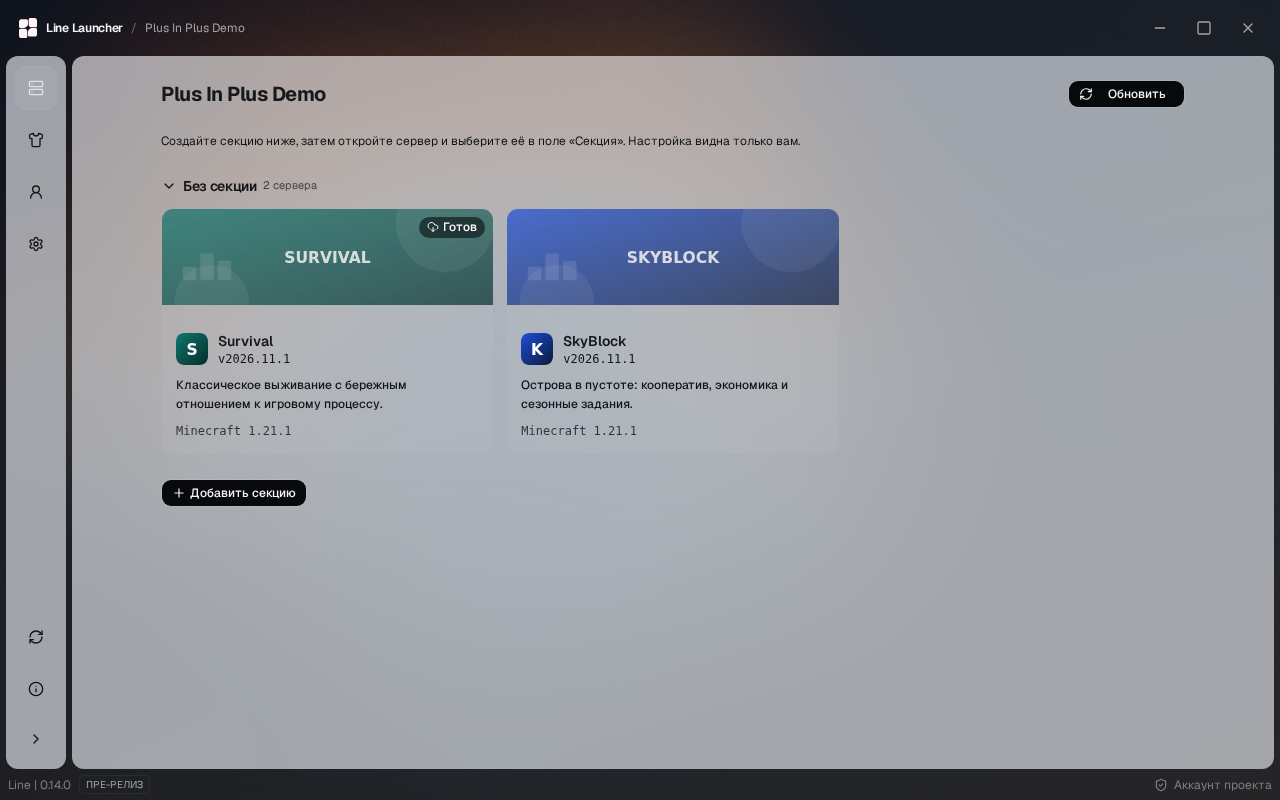 Line Launcher / Plus In Plus Demo
Plus In Plus Demo
Обновить
Создайте секцию ниже, затем откройте сервер и выберите её в поле «Секция». Настройка видна только вам.
Без секции 2 сервера
Готов
SURVIVAL
SKYBLOCK
S
Survival
v2026.11.1
Классическое выживание с бережным
отношением к игровому процессу.
Minecraft 1.21.1
K
SkyBlock
v2026.11.1
Острова в пустоте: кооператив, экономика и
сезонные задания.
Minecraft 1.21.1
Добавить секцию
Line | 0.14.0 ПРЕ-РЕЛИЗ
Аккаунт проекта